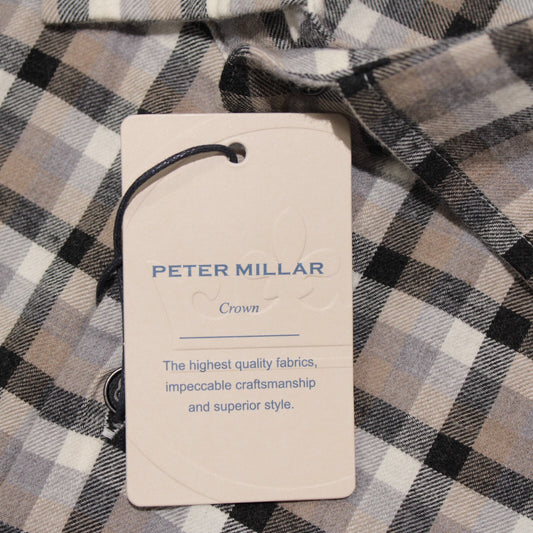 PETER MILLAR
Crown
The highest quality fabrics,
impeccable craftsmanship
and superior style.